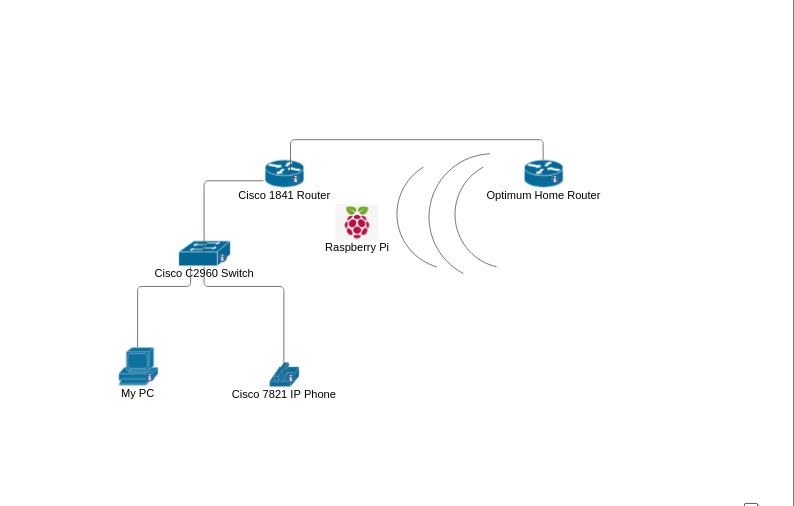 Cisco 1841 Router
Optimum Home Router
Raspberry Pi
Cisco C2960 Switch
My PC
Cisco 7821 IP Phone